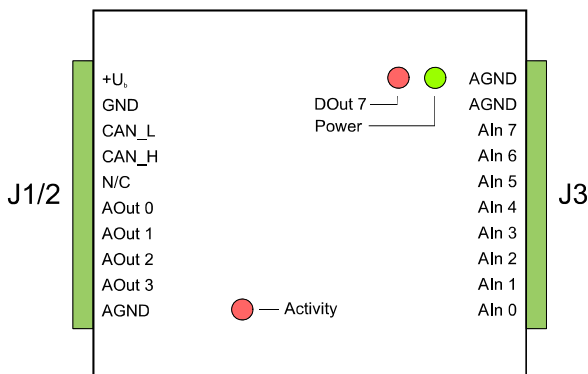 J1/2
+Ub
GND
CAN_L
CAN_H
N/C
AOut 0
AOut 1
AOut 2
AOut 3
AGND
DOut 7
Power
Activity
AGND
AGND
AIn 7
AIn 6
AIn 5
AIn 4
AIn 3
AIn 2
AIn 1
AIn 0
J3